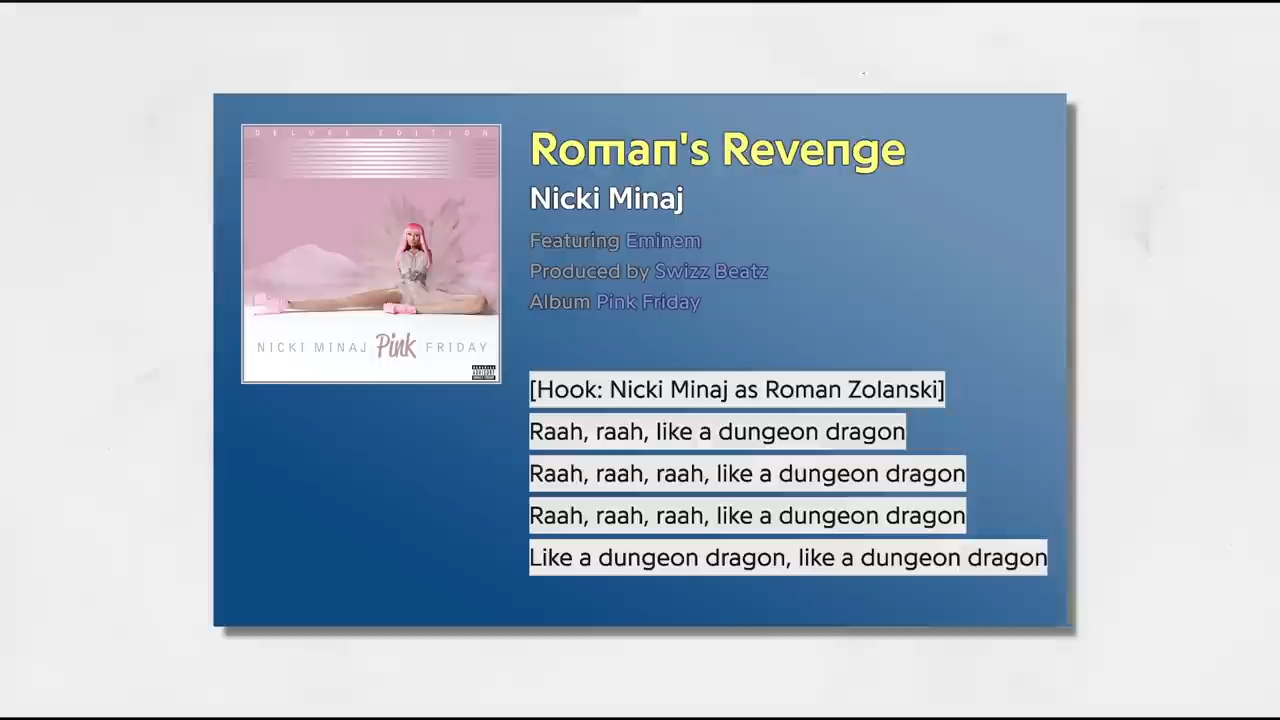 DELUXE EDITION
NICKI MINAJ Pink FRIDAY
Roman's Revenge
Nicki Minaj
Featuring Eminem
Produced by Swizz Beatz
Album Pink Friday
[Hook: Nicki Minaj as Roman Zolanski]
Raah, raah, like a dungeon dragon
Raah, raah, raah, like a dungeon dragon
Raah, raah, raah, like a dungeon dragon
Like a dungeon dragon, like a dungeon dragon